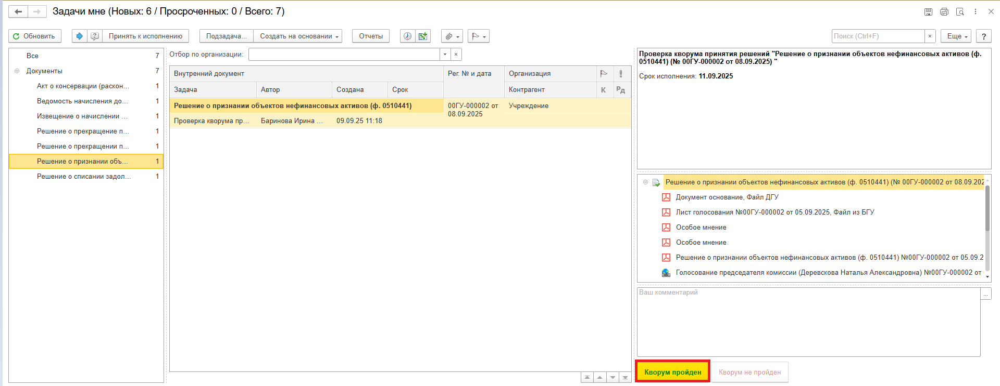 Задачи мне (Новых: 6 / Просроченных: 0 / Всего: 7)
Обновить
Принять к исполнению
Подзадача...
Создать на основании
Отчеты
Поиск (Ctrl+F)
×
Еще
?
Все 7
Документы 7
Акт о консервации (раскон... 1
Ведомость начисления до... 1
Извещение о начислении ... 1
Решение о прекращение п... 1
Решение о прекращении п... 1
Решение о признании объ... 1
Решение о списании задол... 1
Отбор по организации:
×
Внутренний документ
Рег. № и дата
Организация
Задача
Автор
Создана
Срок
Контрагент
К
Рд
Решение о признании объектов нефинансовых активов (ф. 0510441)
00ГУ-000002 от
08.09.2025
Учреждение
Проверка кворума пр...
Баринова Ирина ...
09.09.25 11:18
Проверка кворума принятия решений "Решение о признании объектов нефинансовых активов (ф.
0510441) (№ 00ГУ-000002 от 08.09.2025) "
Срок исполнения: 11.09.2025
Решение о признании объектов нефинансовых активов (ф. 0510441) (№ 00ГУ-000002 от 08.09.202
Документ основание, Файл ДГУ
Лист голосования №00ГУ-000002 от 05.09.2025, Файл из БГУ
Особое мнение
Особое мнение
Решение о признании объектов нефинансовых активов (ф. 0510441) №00ГУ-000002 от 05.09.2
Голосование председателя комиссии (Деревскова Наталья Александровна) №00ГУ-000002 от
Ваш комментарий
...
Кворум пройден
Кворум не пройден